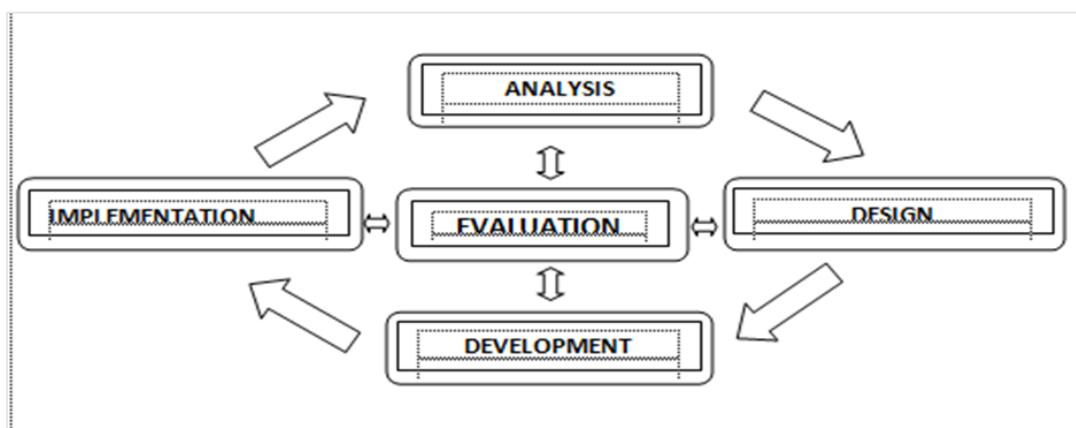 ANALYSIS
IMPLEMENTATION
EVALUATION
DESIGN
DEVELOPMENT